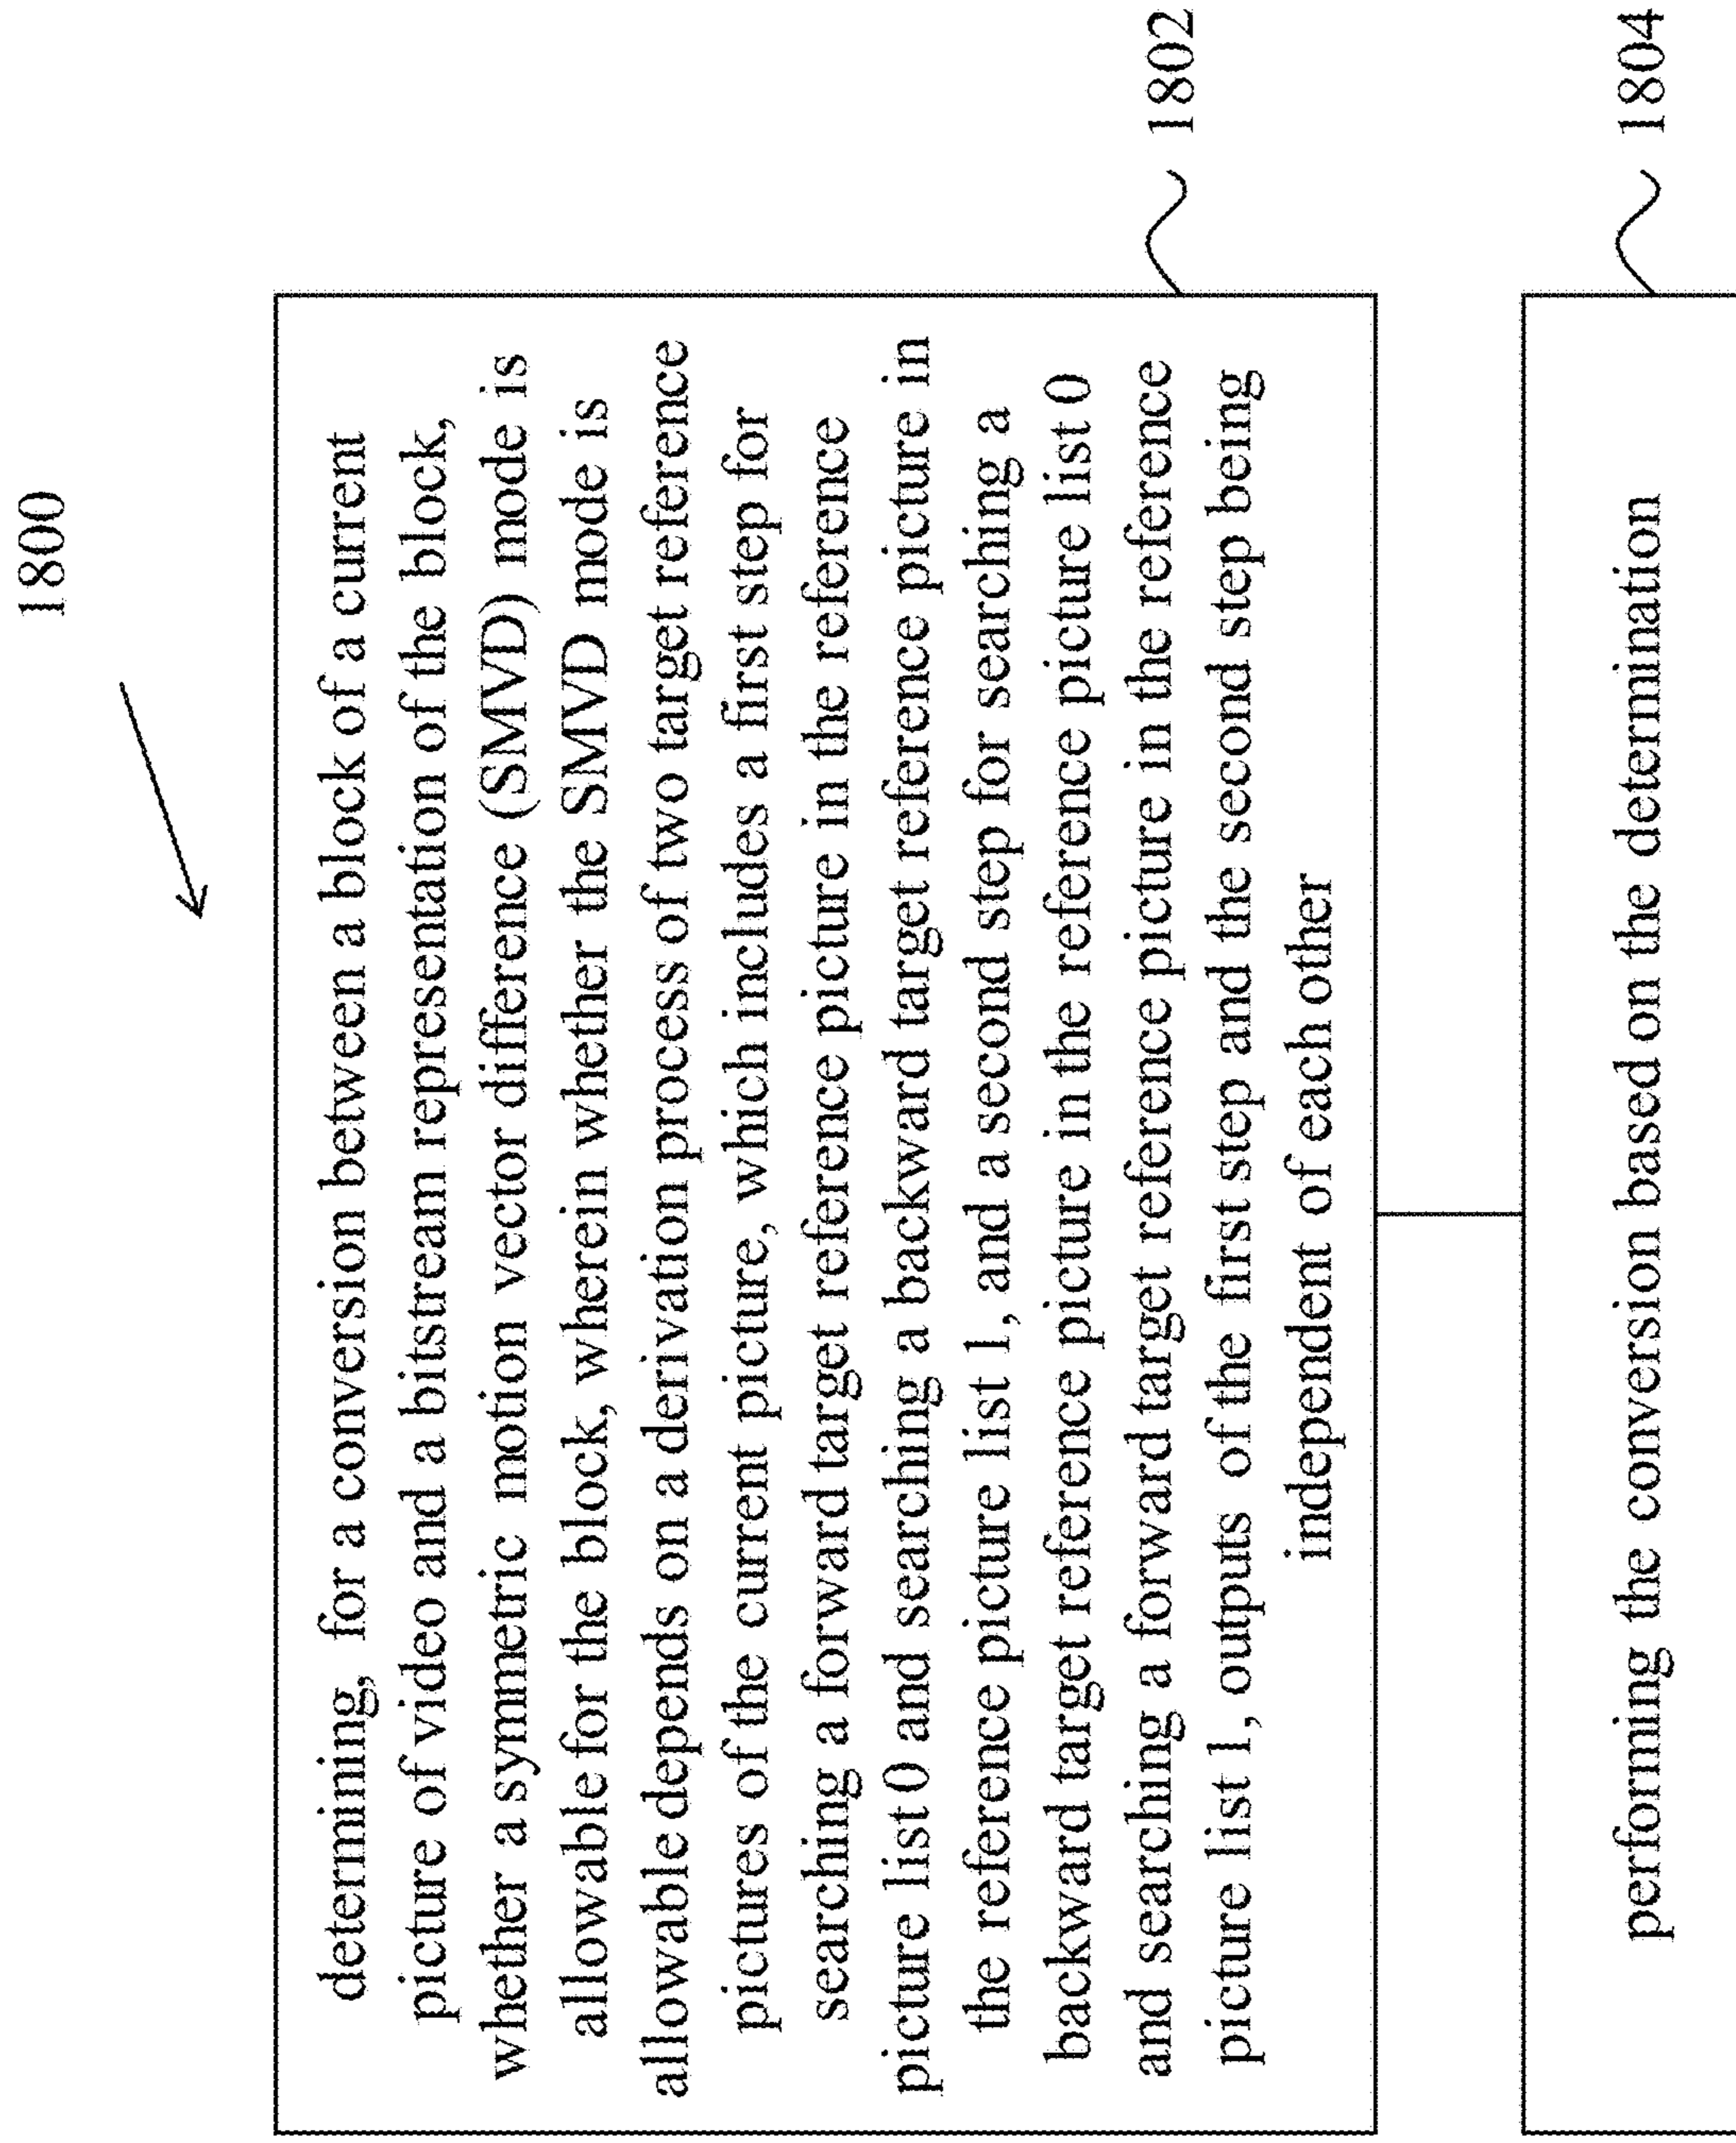 1800
determining, for a conversion between a block of a current
picture of video and a bitstream representation of the block,
whether a symmetric motion vector difference (SMVD) mode is
allowable for the block, wherein whether the SMVD mode is
allowable depends on a derivation process of two target reference
pictures of the current picture, which includes a first step for
searching a forward target reference picture in the reference
picture list 0 and searching a backward target reference picture in
the reference picture list 1, and a second step for searching a
backward target reference picture in the reference picture list 0
and searching a forward target reference picture in the reference
picture list 1, outputs of the first step and the second step being
independent of each other
1802
performing the conversion based on the determination
1804